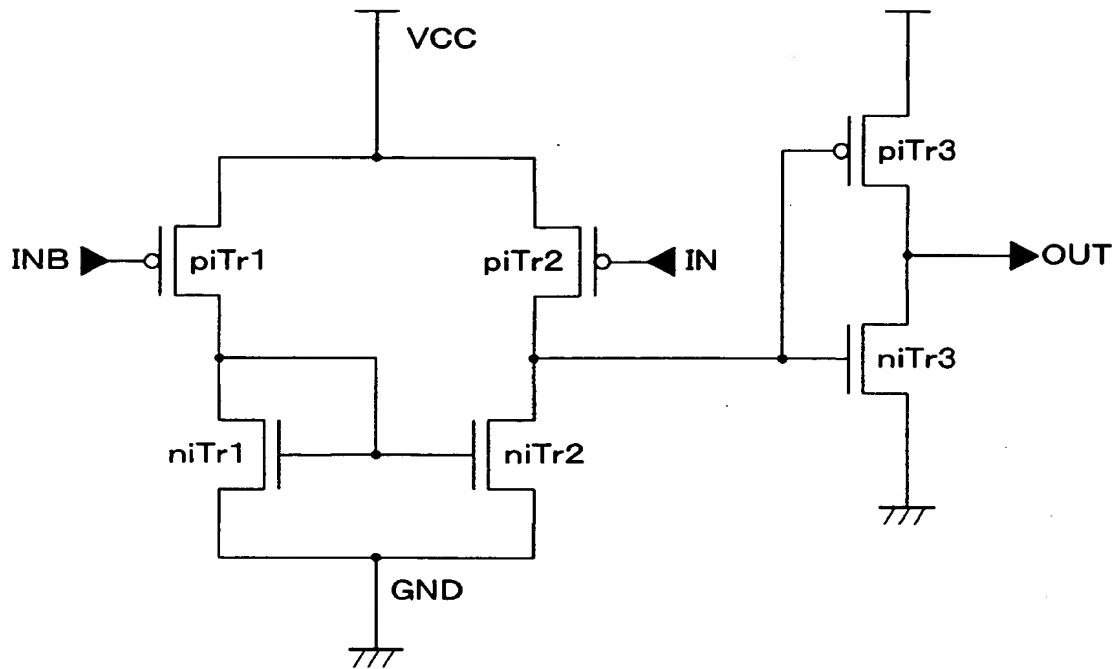 VCC
piTr3
INB
piTr1
piTr2
IN
OUT
niTr3
niTr1
niTr2
GND